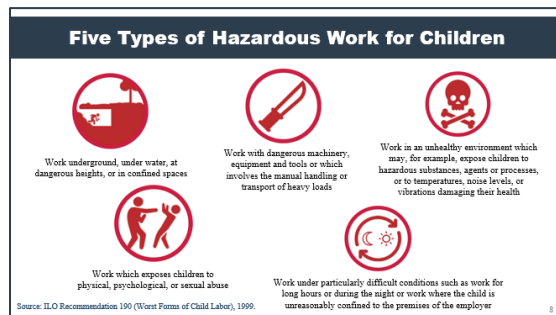 Five Types of Hazardous Work for Children
Work underground, under water, at
dangerous heights, or in confined spaces
Work with dangerous machinery,
equipment and tools or which
involves the manual handling or
transport of heavy loads
Work in an unhealthy environment which
may, for example, expose children to
hazardous substances, agents or processes,
or to temperatures, noise levels, or
vibrations damaging their health
Work which exposes children to
physical, psychological, or sexual abuse
Work under particularly difficult conditions such as work for
long hours or during the night or work where the child is
unreasonably confined to the premises of the employer
Source: ILO Recommendation 190 (Worst Forms of Child Labor), 1999.
8